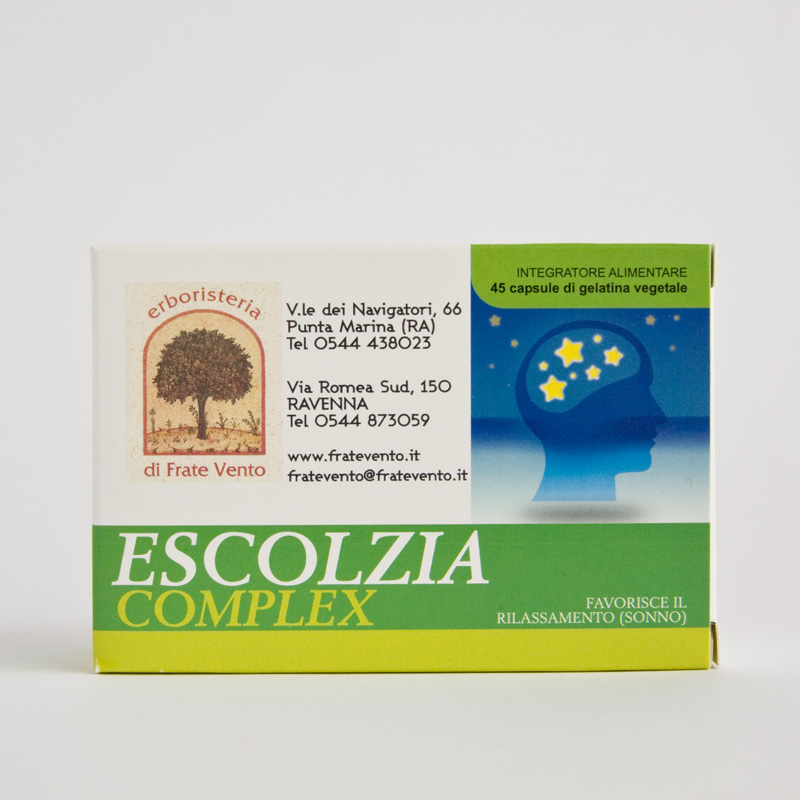 erboristeria
di Frate Vento
V.le dei Navigatori, 66
Punta Marina (RA)
Tel 0544 438023
Via Romea Sud, 150
RAVENNA
Tel 0544 873059
www.fratevento.it
fratevento@fratevento.it
INTEGRATORE ALIMENTARE
45 capsule di gelatina vegetale
ESCOLZIA
COMPLEX
FAVORISCE IL
RILASSAMENTO (SONNO)